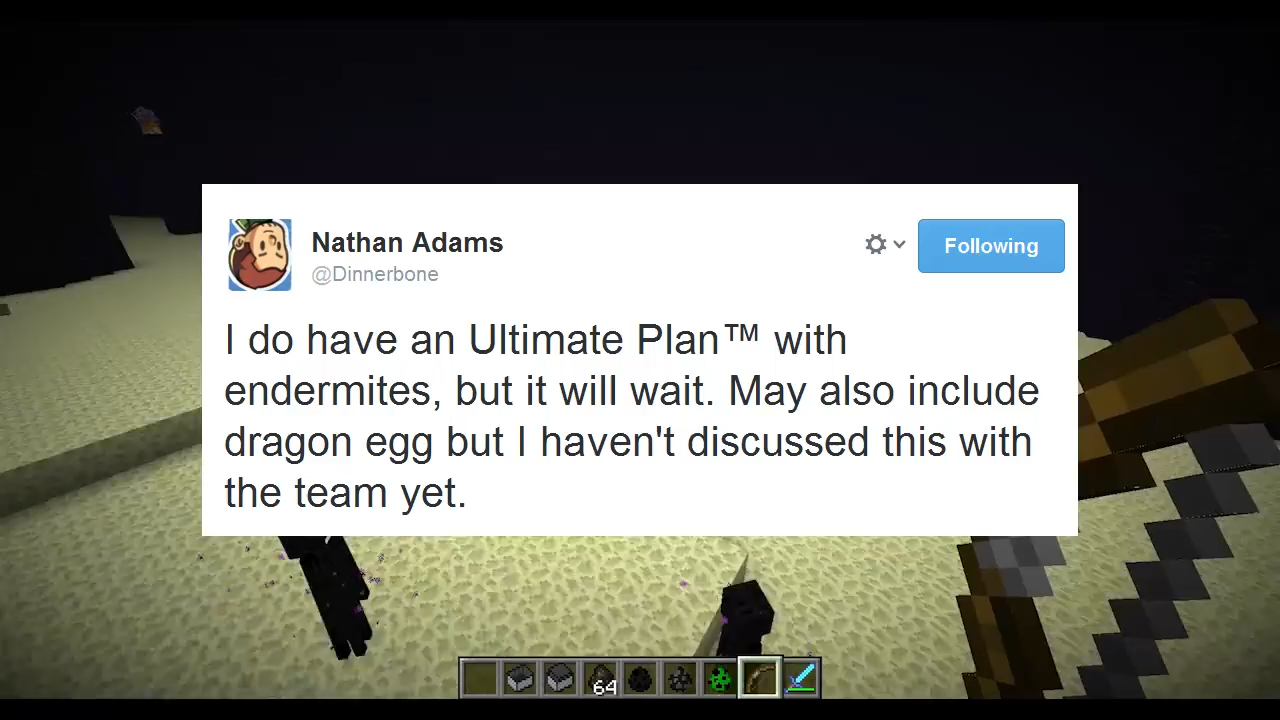 Nathan Adams
@Dinnerbone
Following
I do have an Ultimate Plan™ with
endermites, but it will wait. May also include
dragon egg but I haven't discussed this with
the team yet.
64